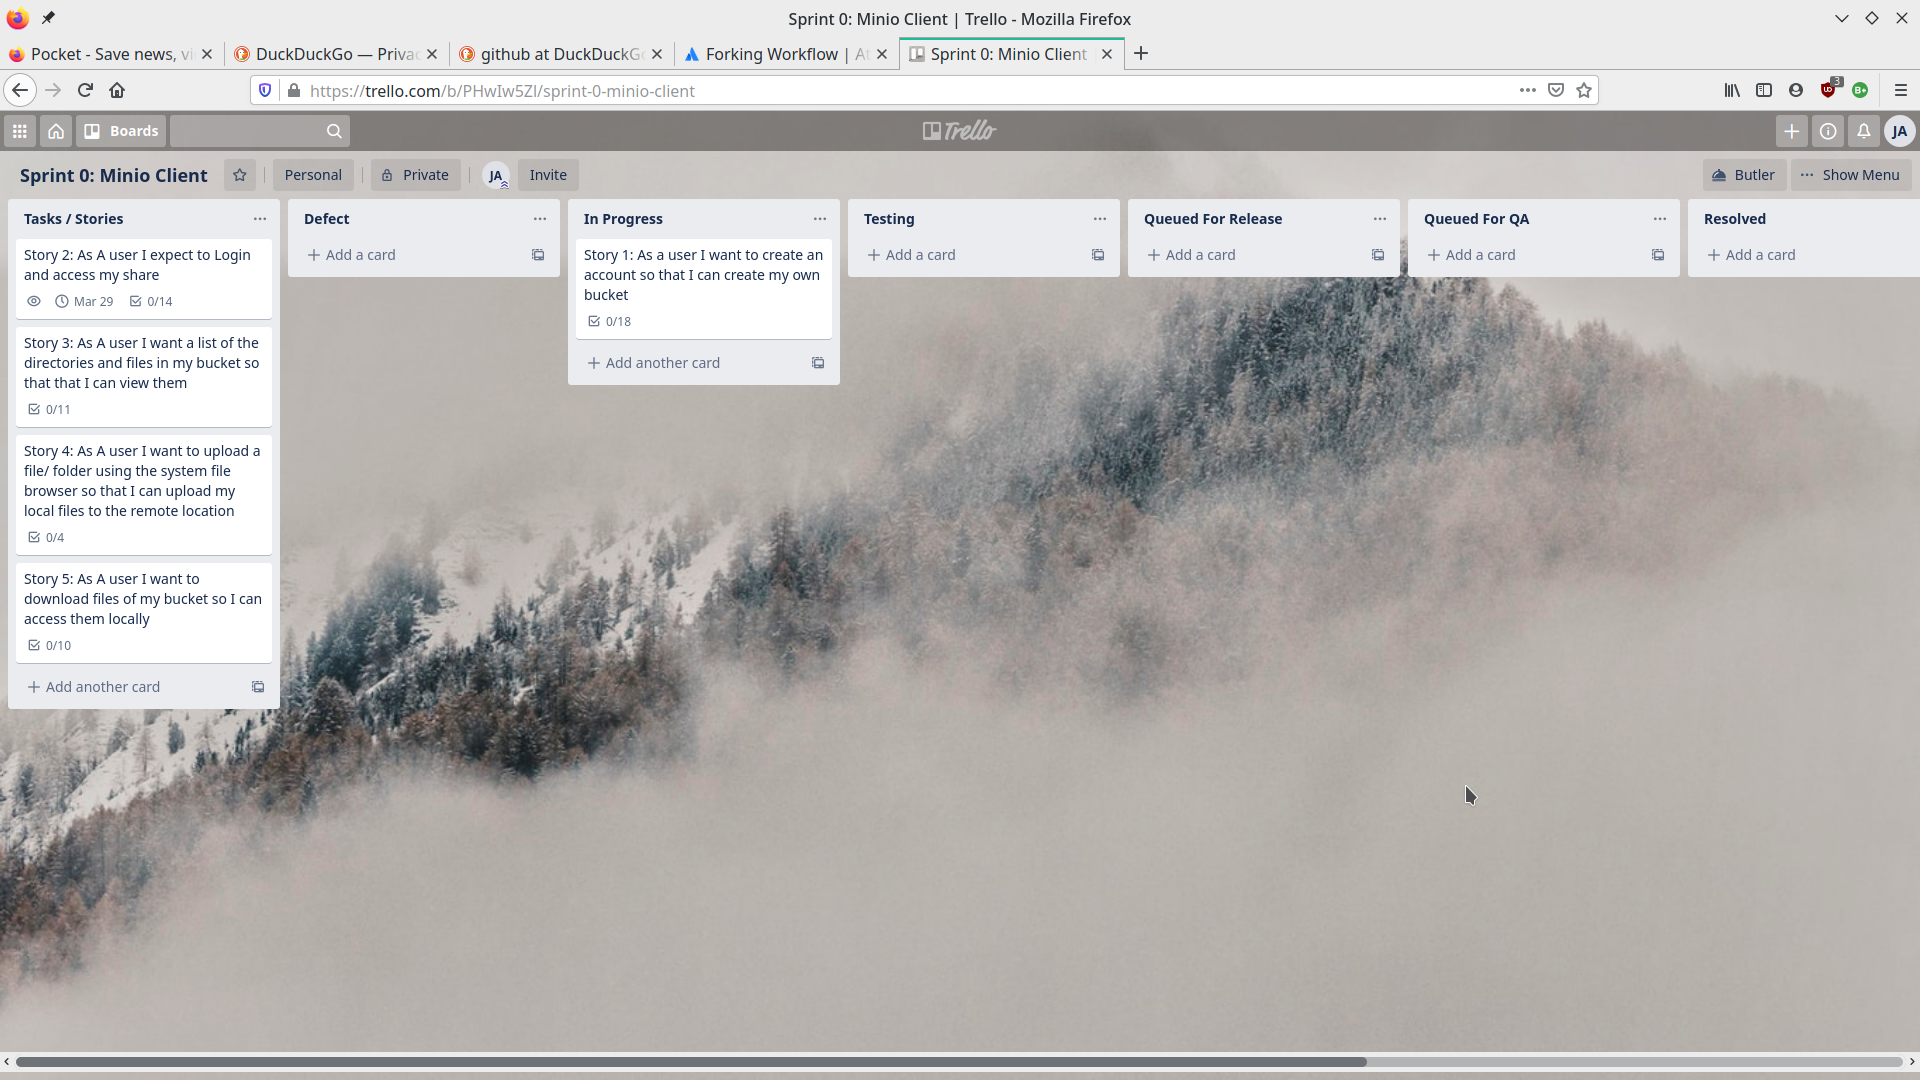 Sprint 0: Minio Client | Trello - Mozilla Firefox
Pocket - Save news, vi
DuckDuckGo — Privac
github at DuckDuckG
Forking Workflow | At
Sprint 0: Minio Client
3
https://trello.com/b/PHwIw5Zl/sprint-0-minio-client
B+
Boards
Trello
JA
Sprint 0: Minio Client
Personal
Private
JA
Invite
Butler
Show Menu
Tasks / Stories
Story 2: As A user I expect to Login
and access my share
Mar 29
0/14
Story 3: As A user I want a list of the
directories and files in my bucket so
that that I can view them
0/11
Story 4: As A user I want to upload a
file/ folder using the system file
browser so that I can upload my
local files to the remote location
0/4
Story 5: As A user I want to
download files of my bucket so I can
access them locally
0/10
+ Add another card
Defect
+ Add a card
In Progress
Story 1: As a user I want to create an
account so that I can create my own
bucket
0/18
+ Add another card
Testing
+ Add a card
Queued For Release
+ Add a card
Queued For QA
+ Add a card
Resolved
+ Add a card